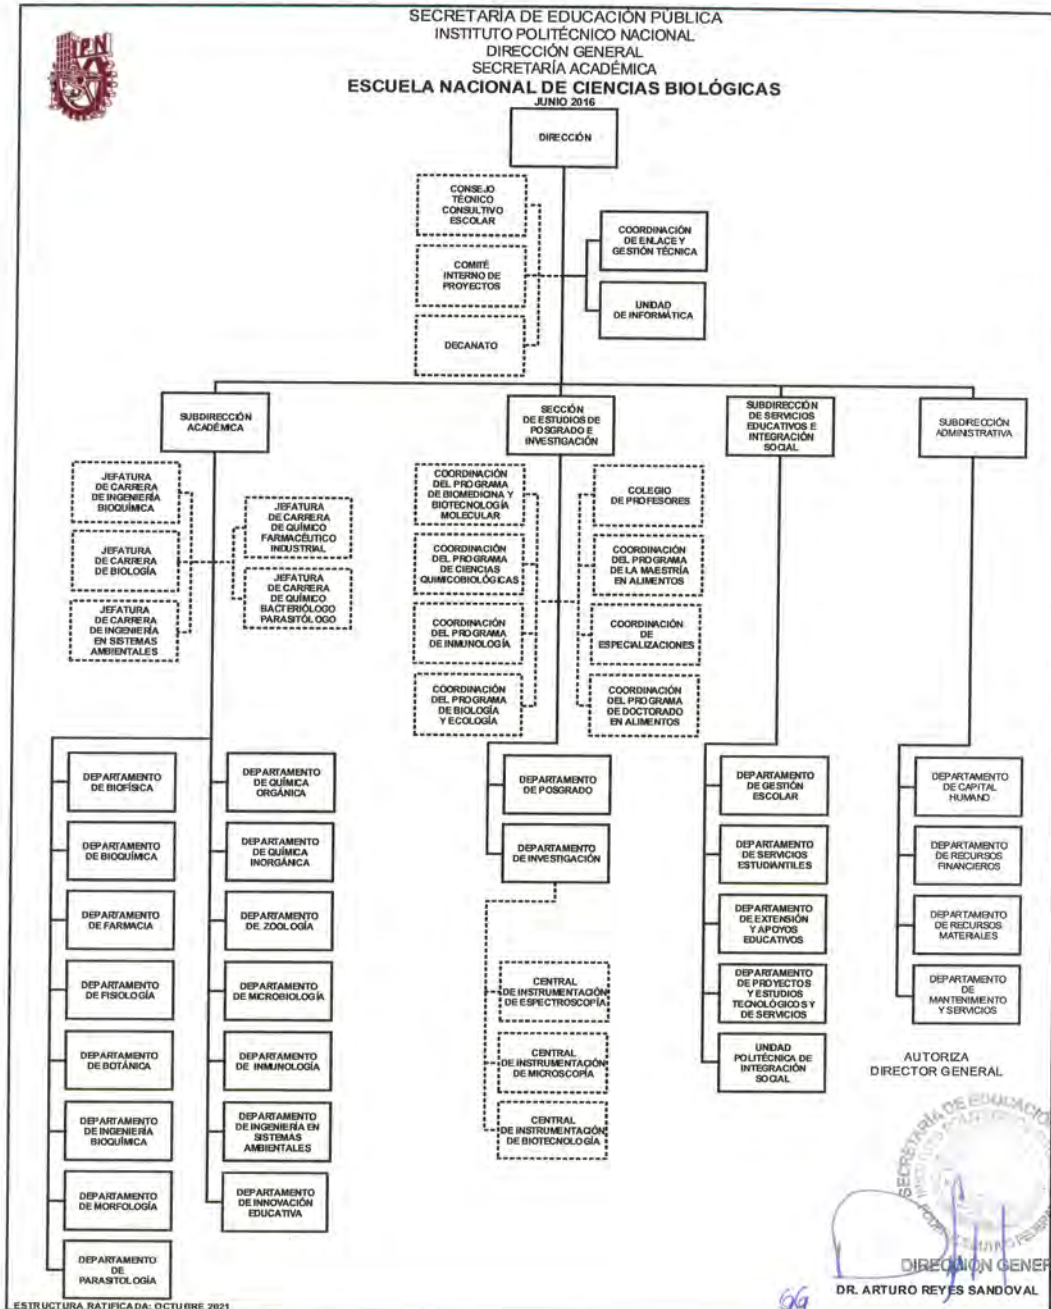 IPN
SECRETARÍA DE EDUCACIÓN PÚBLICA
INSTITUTO POLITÉCNICO NACIONAL
DIRECCIÓN GENERAL
SECRETARÍA ACADÉMICA
ESCUELA NACIONAL DE CIENCIAS BIOLÓGICAS
JUNIO 2016
DIRECCIÓN
CONSEJO
TÉCNICO
CONSULTIVO
ESCOLAR
COMITÉ
INTERNO DE
PROYECTOS
DECANATO
COORDINACIÓN
DE ENLACE Y
GESTIÓN TÉCNICA
UNIDAD
DE INFORMÁTICA
SUBDIRECCIÓN
ACADÉMICA
SECCIÓN
DE ESTUDIOS DE
POSGRADO E
INVESTIGACIÓN
SUBDIRECCIÓN
DE SERVICIOS
EDUCATIVOS E
INTEGRACIÓN
SOCIAL
SUBDIRECCIÓN
ADMINISTRATIVA
JEFATURA
DE CARRERA
DE INGENIERÍA
BIOQUÍMICA
JEFATURA
DE CARRERA
DE BIOLOGÍA
JEFATURA
DE CARRERA
DE INGENIERÍA
EN SISTEMAS
AMBIENTALES
JEFATURA
DE CARRERA
DE QUÍMICO
FARMACÉUTICO
INDUSTRIAL
JEFATURA
DE CARRERA
DE QUÍMICO
BACTERIÓLOGO
PARASITÓLOGO
COORDINACIÓN
DEL PROGRAMA
DE BIOMEDICINA Y
BIOTECNOLOGÍA
MOLECULAR
COORDINACIÓN
DEL PROGRAMA
DE CIENCIAS
QUIMICOBIOLÓGICAS
COORDINACIÓN
DEL PROGRAMA
DE INMUNOLOGÍA
COORDINACIÓN
DEL PROGRAMA
DE BIOLOGÍA
Y ECOLOGÍA
COLEGIO
DE PROFESORES
COORDINACIÓN
DEL PROGRAMA
DE LA MAESTRÍA
EN ALIMENTOS
COORDINACIÓN
DE
ESPECIALIZACIONES
COORDINACIÓN
DEL PROGRAMA
DE DOCTORADO
EN ALIMENTOS
DEPARTAMENTO
DE BIOFÍSICA
DEPARTAMENTO
DE BIOQUÍMICA
DEPARTAMENTO
DE FARMACIA
DEPARTAMENTO
DE FISIOLOGÍA
DEPARTAMENTO
DE BOTÁNICA
DEPARTAMENTO
DE INGENIERÍA
BIOQUÍMICA
DEPARTAMENTO
DE MORFOLOGÍA
DEPARTAMENTO
DE
PARASITOLOGÍA
DEPARTAMENTO
DE QUÍMICA
ORGÁNICA
DEPARTAMENTO
DE QUÍMICA
INORGÁNICA
DEPARTAMENTO
DE ZOOLOGÍA
DEPARTAMENTO
DE MICROBIOLOGÍA
DEPARTAMENTO
DE INMUNOLOGÍA
DEPARTAMENTO
DE INGENIERÍA EN
SISTEMAS
AMBIENTALES
DEPARTAMENTO
DE INNOVACIÓN
EDUCATIVA
DEPARTAMENTO
DE POSGRADO
DEPARTAMENTO
DE INVESTIGACIÓN
CENTRAL
DE INSTRUMENTACIÓN
DE ESPECTROSCOPÍA
CENTRAL
DE INSTRUMENTACIÓN
DE MICROSCOPÍA
CENTRAL
DE INSTRUMENTACIÓN
DE BIOTECNOLOGÍA
DEPARTAMENTO
DE GESTIÓN
ESCOLAR
DEPARTAMENTO
DE SERVICIOS
ESTUDIANTILES
DEPARTAMENTO
DE EXTENSIÓN
Y APOYOS
EDUCATIVOS
DEPARTAMENTO
DE PROYECTOS
Y ESTUDIOS
TECNOLÓGICOS Y
DE SERVICIOS
UNIDAD
POLITÉCNICA DE
INTEGRACIÓN
SOCIAL
DEPARTAMENTO
DE CAPITAL
HUMANO
DEPARTAMENTO
DE RECURSOS
FINANCIEROS
DEPARTAMENTO
DE RECURSOS
MATERIALES
DEPARTAMENTO
DE
MANTENIMIENTO
Y SERVICIOS
AUTORIZA
DIRECTOR GENERAL
SECRETARÍA DE EDUCACIÓN
DIRECCIÓN GENER
DR. ARTURO REYES SANDOVAL
ESTRUCTURA RATIFICADA: OCTUBRE 2021